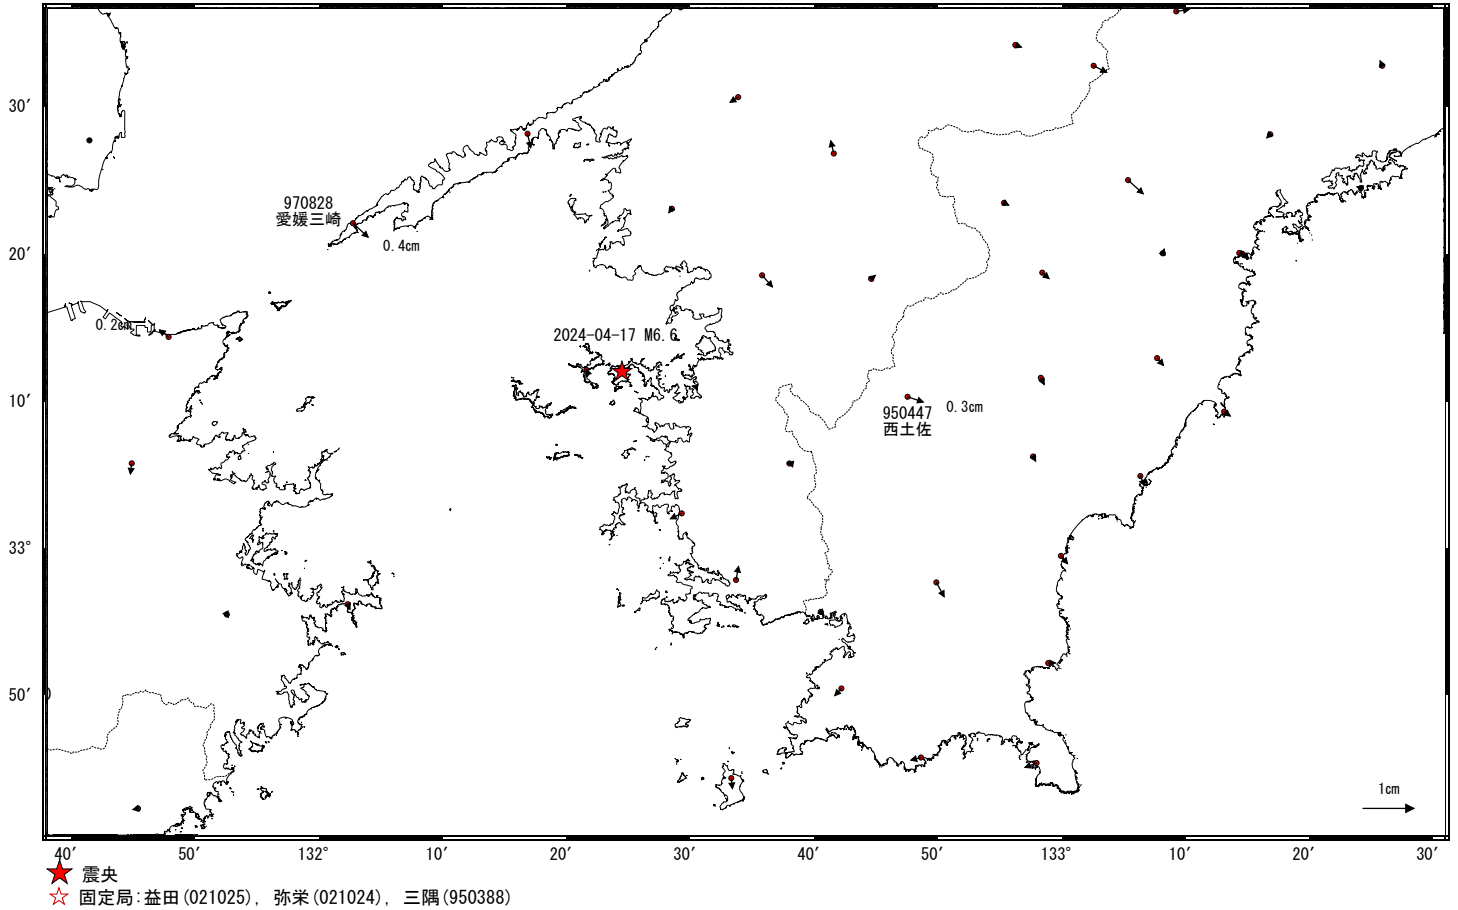 30′
970828
愛媛三崎
0.4cm
20′
0.2cm
2024-04-17 M6.6
10′
950447
西土佐
0.3cm
33°
50′
1cm
40′ 50′ 132° 10′ 20′ 30′ 40′ 50′ 133° 10′ 20′ 30′
震央
固定局:益田(021025), 弥栄(021024), 三隅(950388)